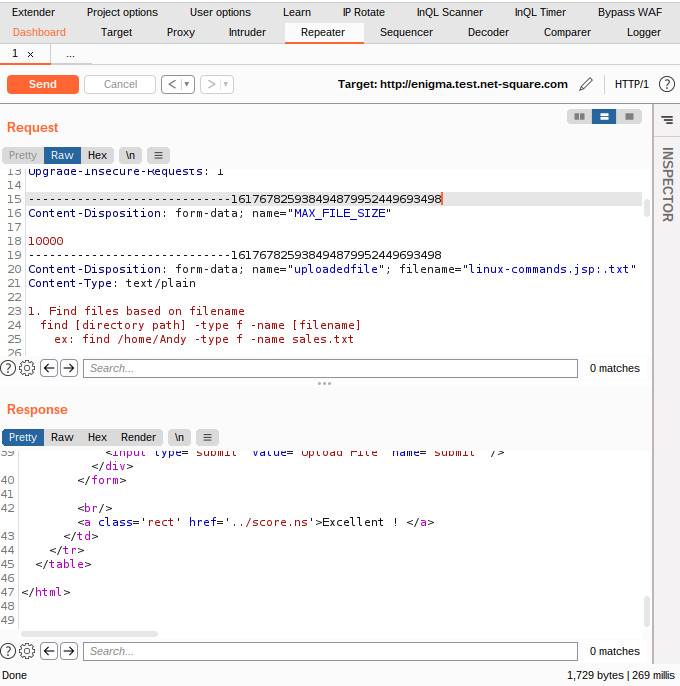 Extender Project options User options Learn IP Rotate InQL Scanner InQL Timer Bypass WAF
Dashboard Target Proxy Intruder Repeater Sequencer Decoder Comparer Logger
1 × ...
Send Cancel < > Target: http://enigma.test.net-square.com HTTP/1 ?
Request
Pretty Raw Hex \n
INSPECTOR
13 Upgrade-Insecure-Requests: 1
14
15 -----------------------------161767825938494879952449693498
16 Content-Disposition: form-data; name="MAX_FILE_SIZE"
17
18 10000
19 -----------------------------161767825938494879952449693498
20 Content-Disposition: form-data; name="uploadedfile"; filename="linux-commands.jsp:.txt"
21 Content-Type: text/plain
22
23 1. Find files based on filename
24 find [directory path] -type f -name [filename]
25 ex: find /home/Andy -type f -name sales.txt
26
? Search... 0 matches
Response
Pretty Raw Hex Render \n
39 <input type="submit" value="Upload File" name="submit" />
</div>
40 </form>
41
42 <br/>
<a class='rect' href='../score.ns'>Excellent ! </a>
43 </td>
44 </tr>
45 </table>
46
47 </html>
48
49
? Search... 0 matches
Done 1,729 bytes | 269 millis